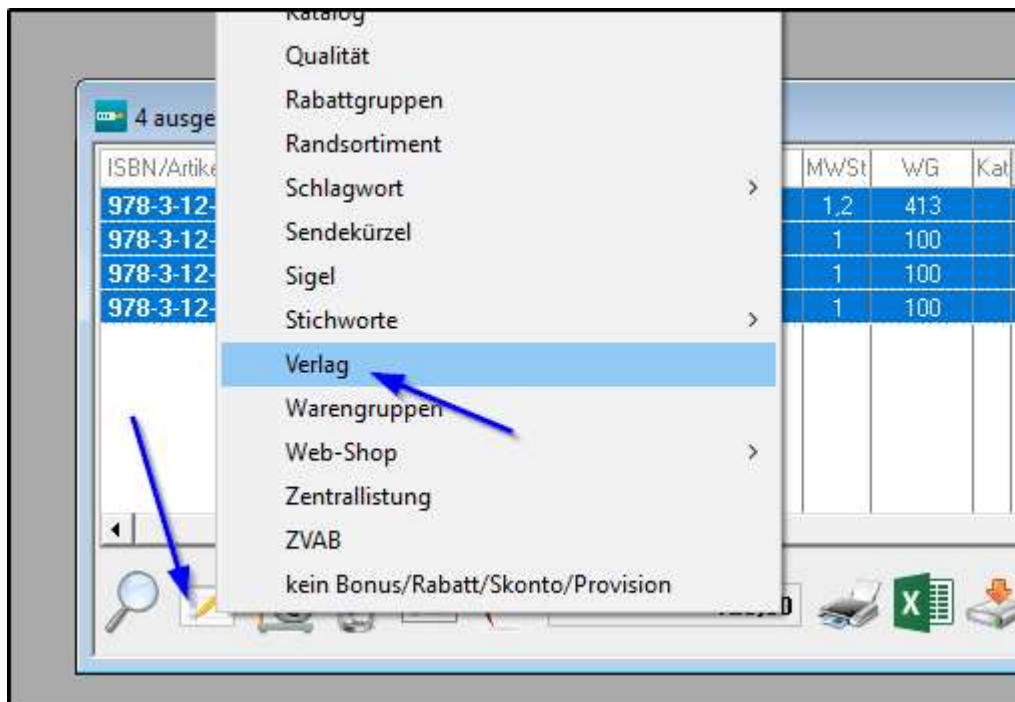 Katalog
Qualität
Rabattgruppen
Randsortiment
Schlagwort
Sendekürzel
Sigel
Stichworte
Verlag
Warengruppen
Web-Shop
Zentrallistung
ZVAB
kein Bonus/Rabatt/Skonto/Provision
4 ausge
ISBN/Artike MWSt WG Kat
978-3-12- 1,2 413
978-3-12- 1 100
978-3-12- 1 100
978-3-12- 1 100